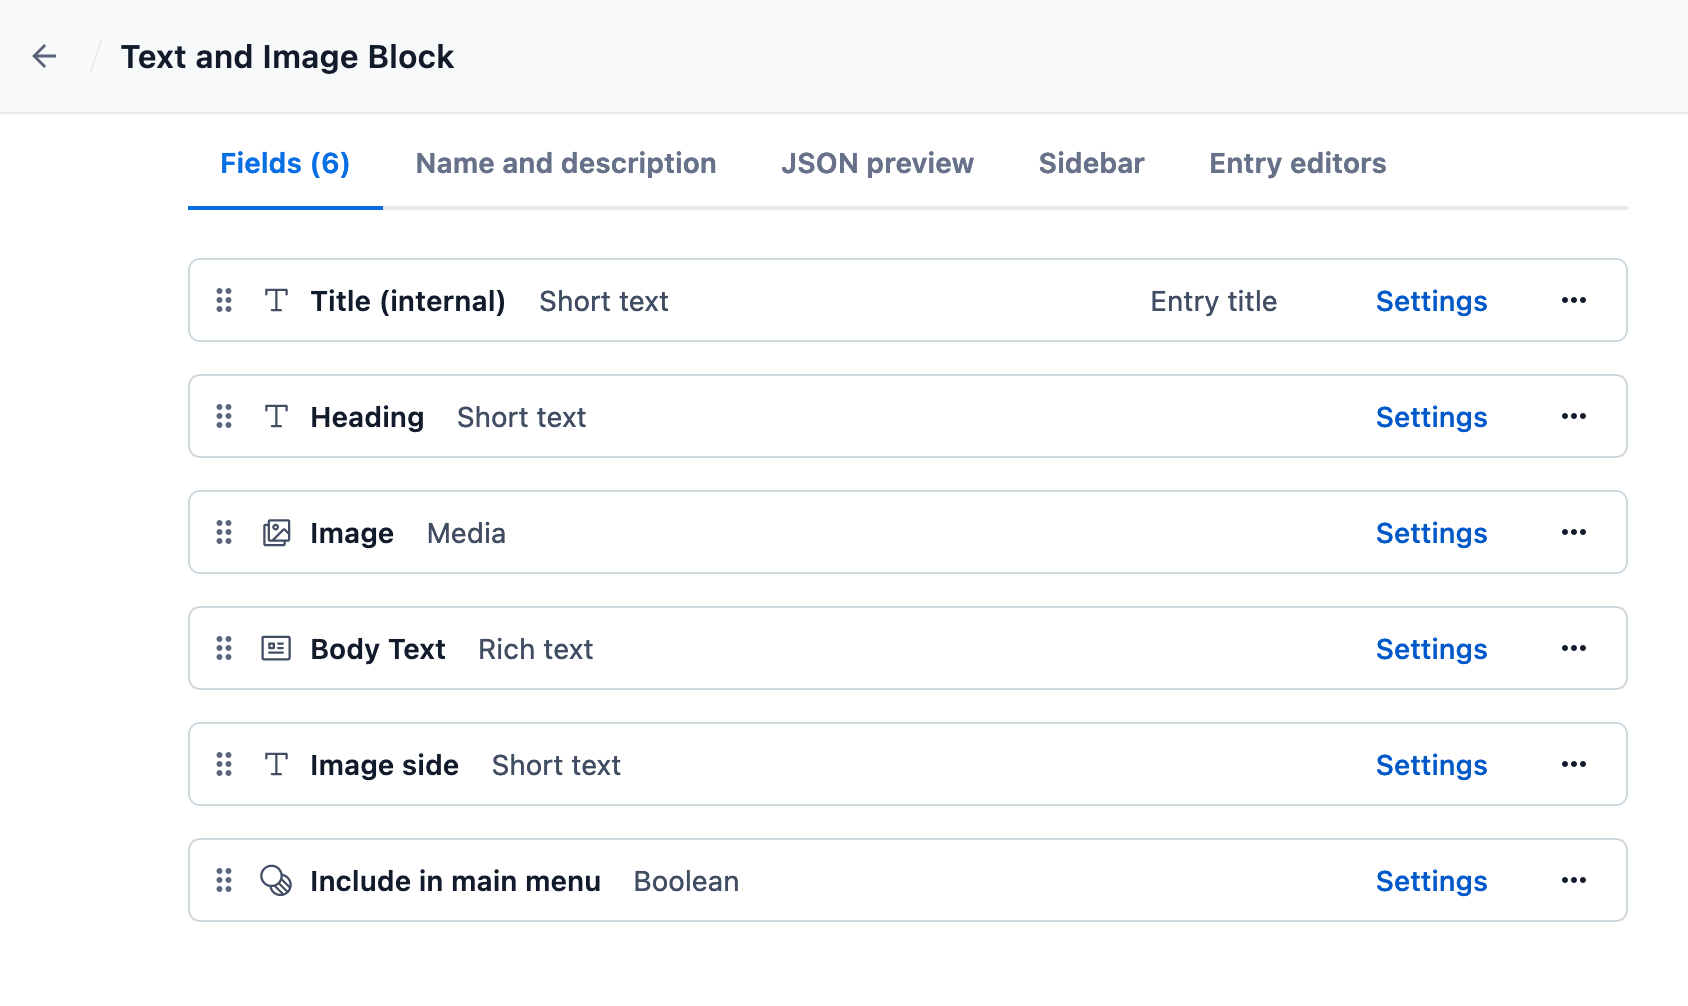 Text and Image Block
Fields (6) Name and description JSON preview Sidebar Entry editors
Title (internal) Short text Entry title Settings
Heading Short text Settings
Image Media Settings
Body Text Rich text Settings
Image side Short text Settings
Include in main menu Boolean Settings